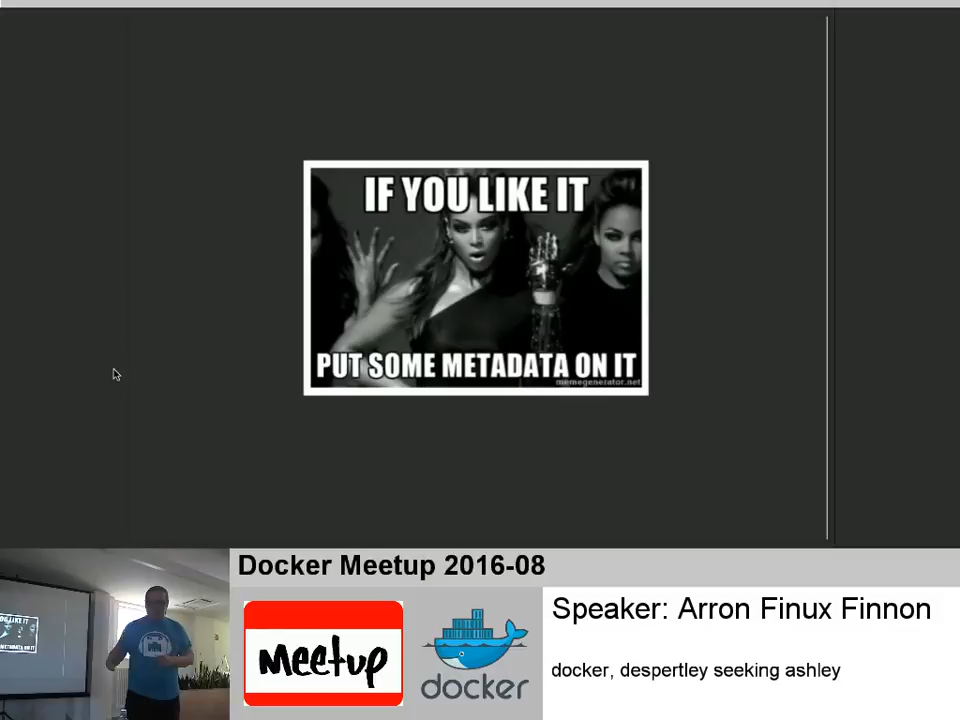 IF YOU LIKE IT
PUT SOME METADATA ON IT
memegenerator.net
Docker Meetup 2016-08
Meetup
docker
Speaker: Arron Finux Finnon
docker, despertley seeking ashley